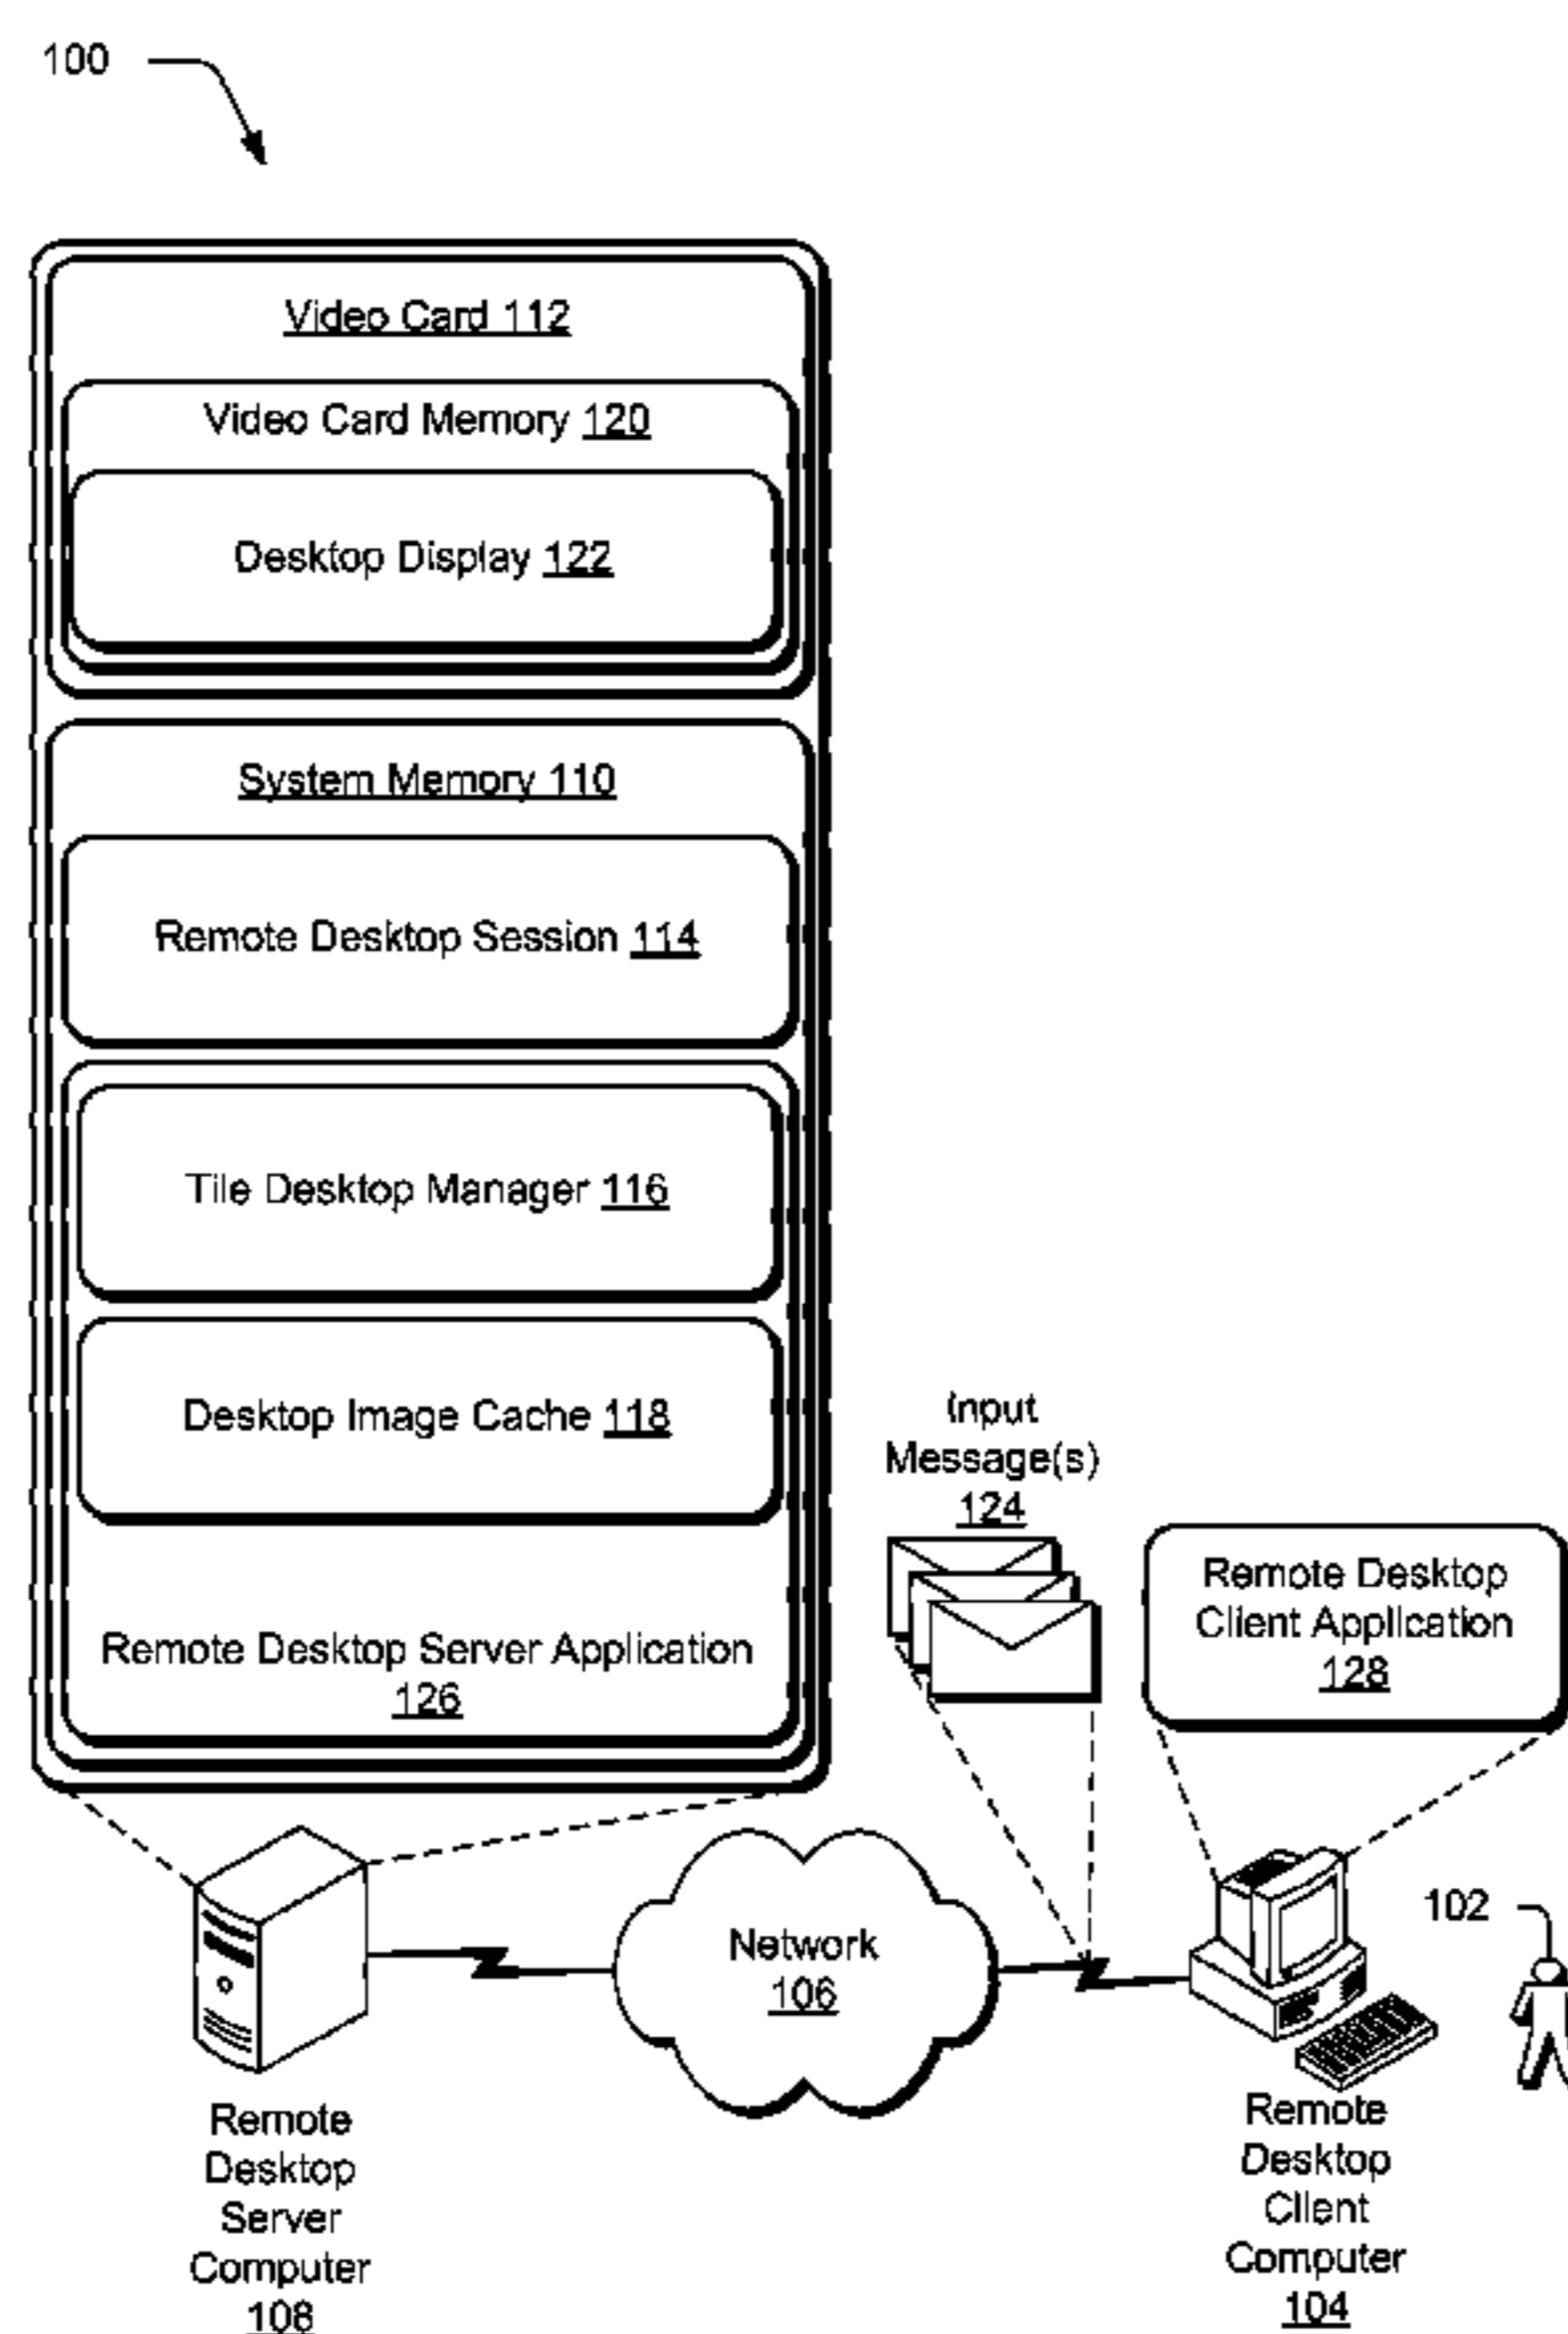 100
Video Card 112
Video Card Memory 120
Desktop Display 122
System Memory 110
Remote Desktop Session 114
Tile Desktop Manager 116
Desktop Image Cache 118
Remote Desktop Server Application
126
Input
Message(s)
124
Remote Desktop
Client Application
128
Network
106
102
Remote
Desktop
Server
Computer
108
Remote
Desktop
Client
Computer
104